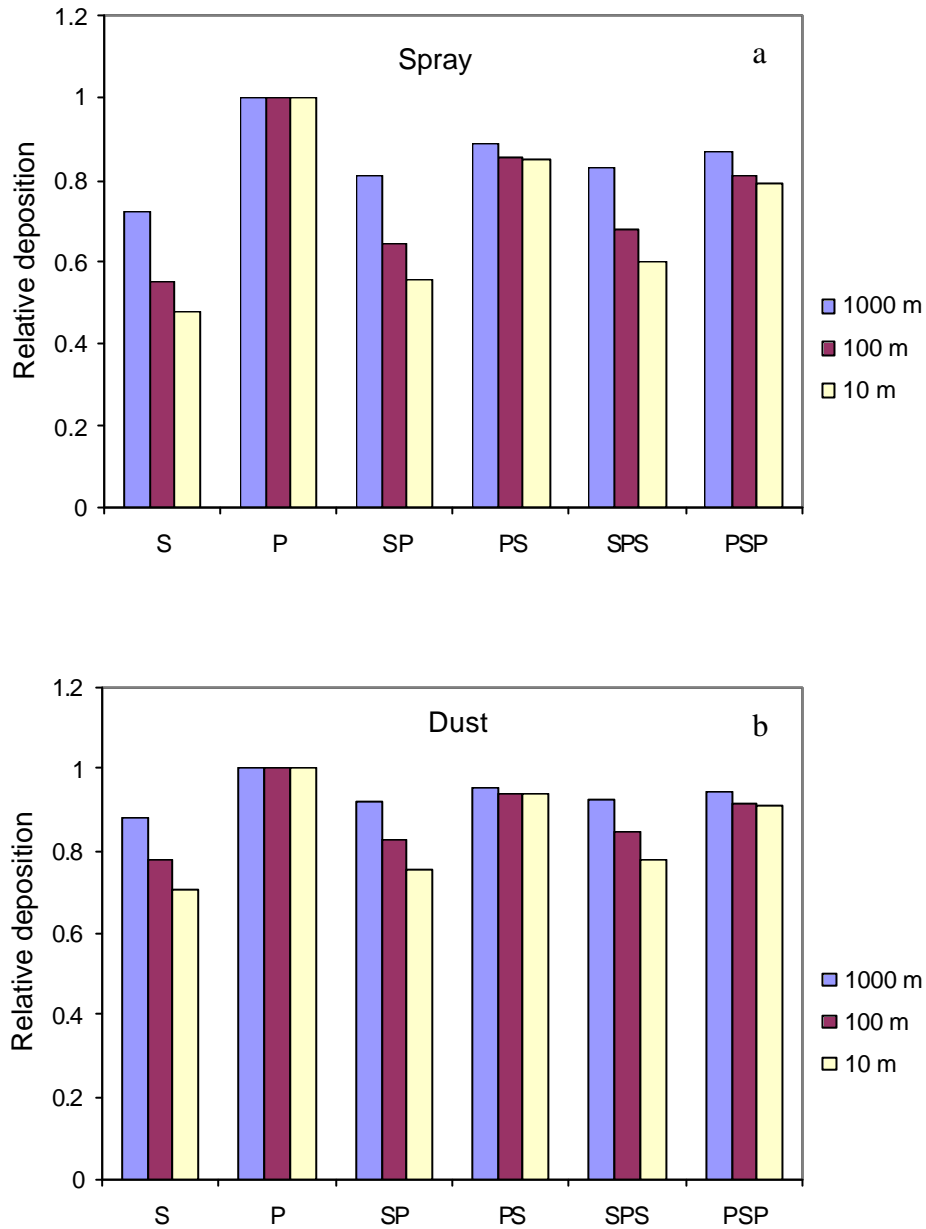 1.2
Spray
a
1
0.8
0.6
0.4
0.2
0
Relative deposition
1000 m
100 m
10 m
S P SP PS SPS PSP
1.2
Dust
b
1
0.8
0.6
0.4
0.2
0
Relative deposition
1000 m
100 m
10 m
S P SP PS SPS PSP